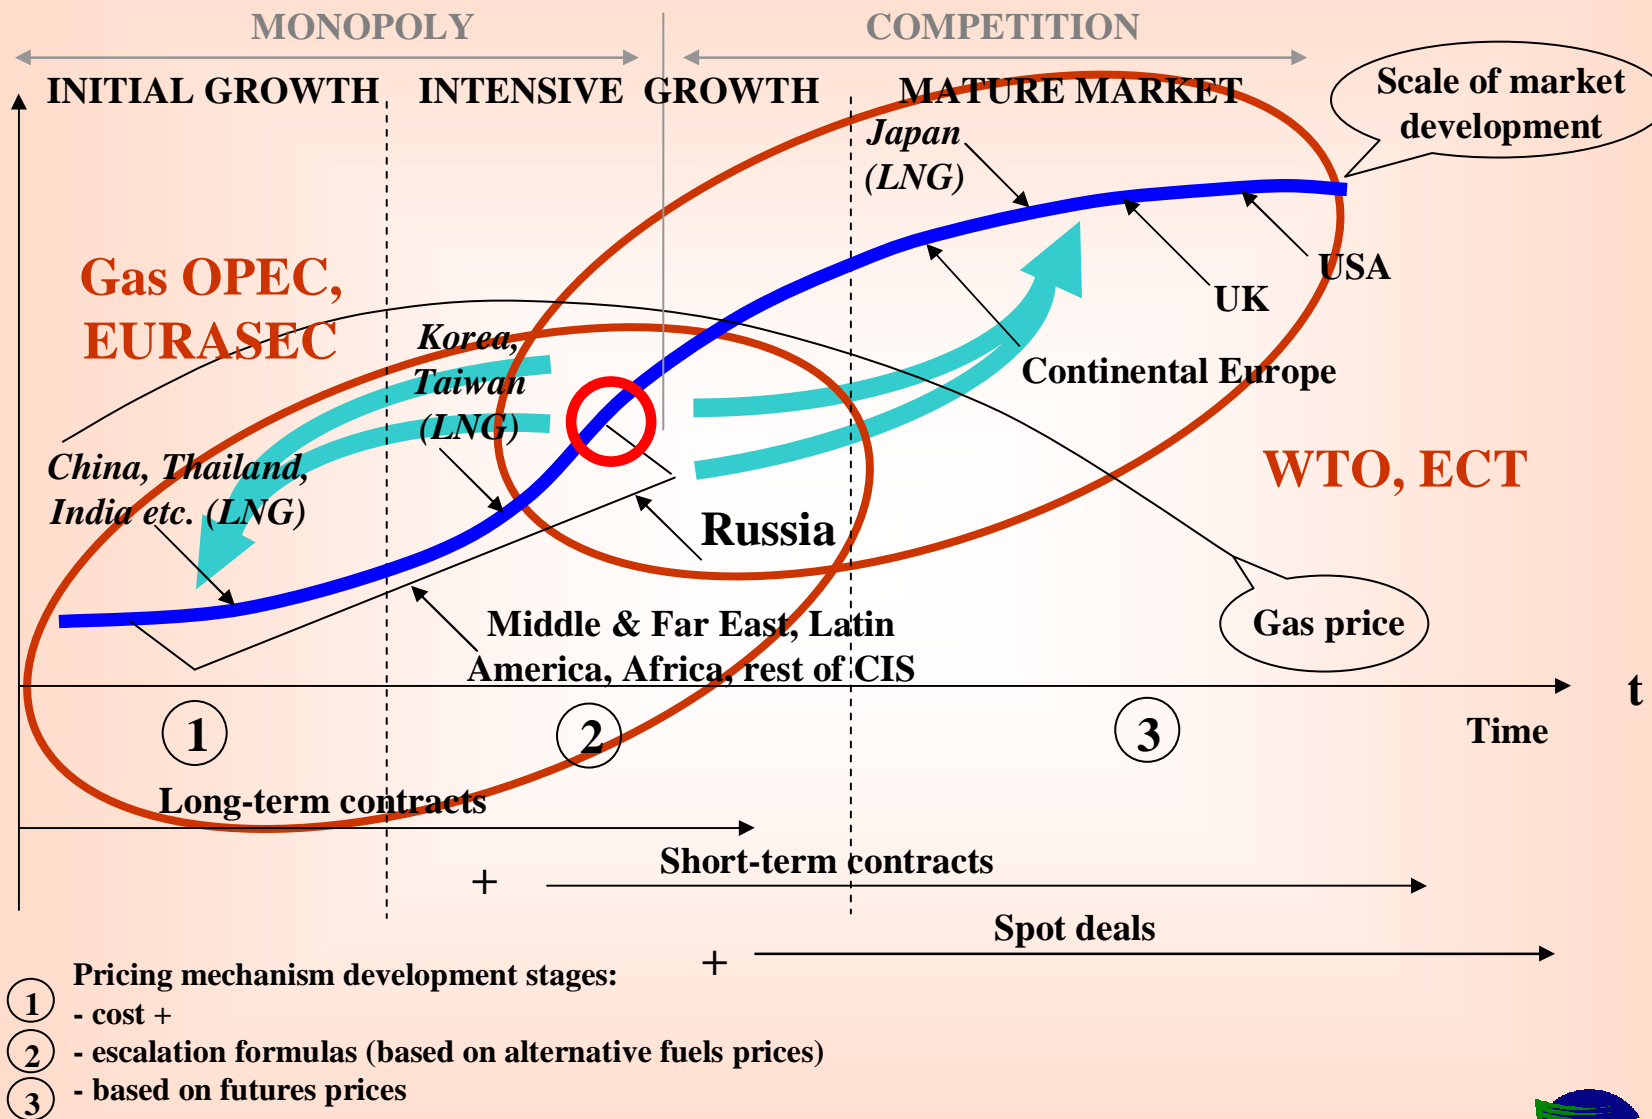 MONOPOLY
COMPETITION
INITIAL GROWTH
INTENSIVE GROWTH
MATURE MARKET
Scale of market
development
Japan
(LNG)
Gas OPEC,
EURASEC
USA
UK
Korea,
Taiwan
(LNG)
Continental Europe
China, Thailand,
India etc. (LNG)
WTO, ECT
Russia
Middle & Far East, Latin
America, Africa, rest of CIS
Gas price
t
Time
1
2
3
Long-term contracts
+
Short-term contracts
+
Spot deals
Pricing mechanism development stages:
1 - cost +
2 - escalation formulas (based on alternative fuels prices)
3 - based on futures prices